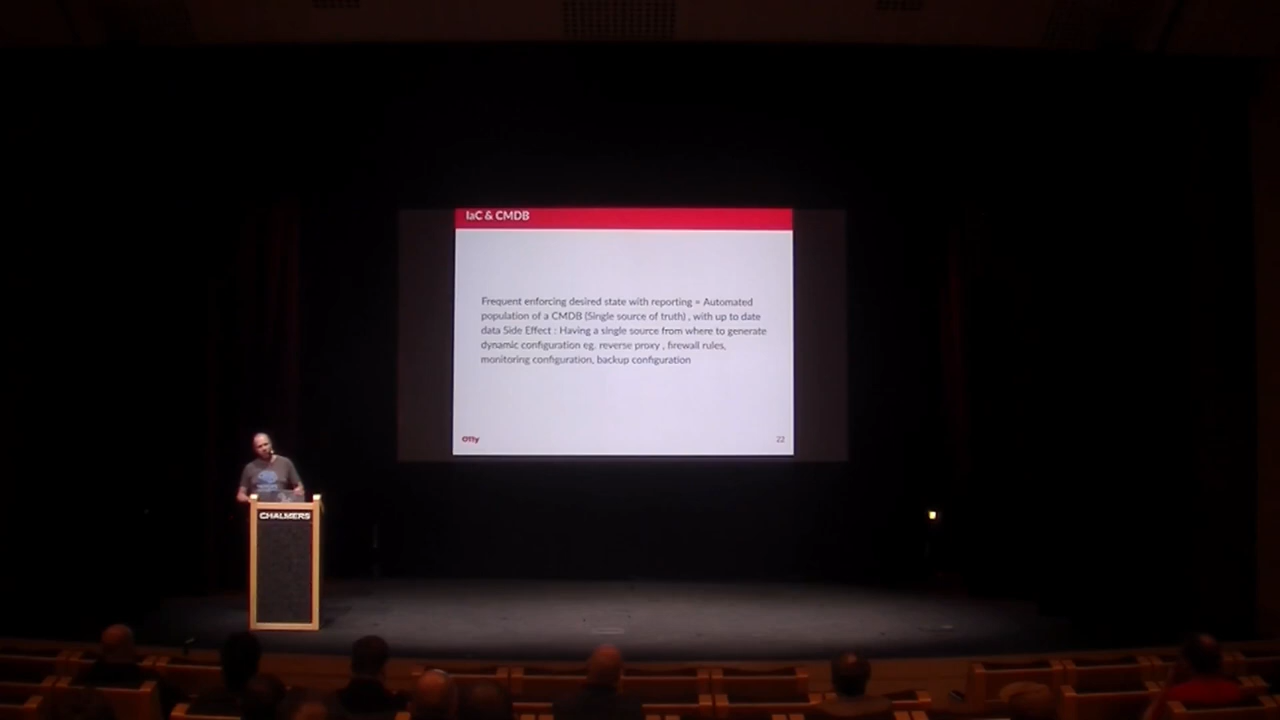 IaC & CMDB
Frequent enforcing desired state with reporting = Automated
population of a CMDB (Single source of truth) , with up to date
data Side Effect : Having a single source from where to generate
dynamic configuration eg. reverse proxy , firewall rules,
monitoring configuration, backup configuration
o11y
22
CHALMERS